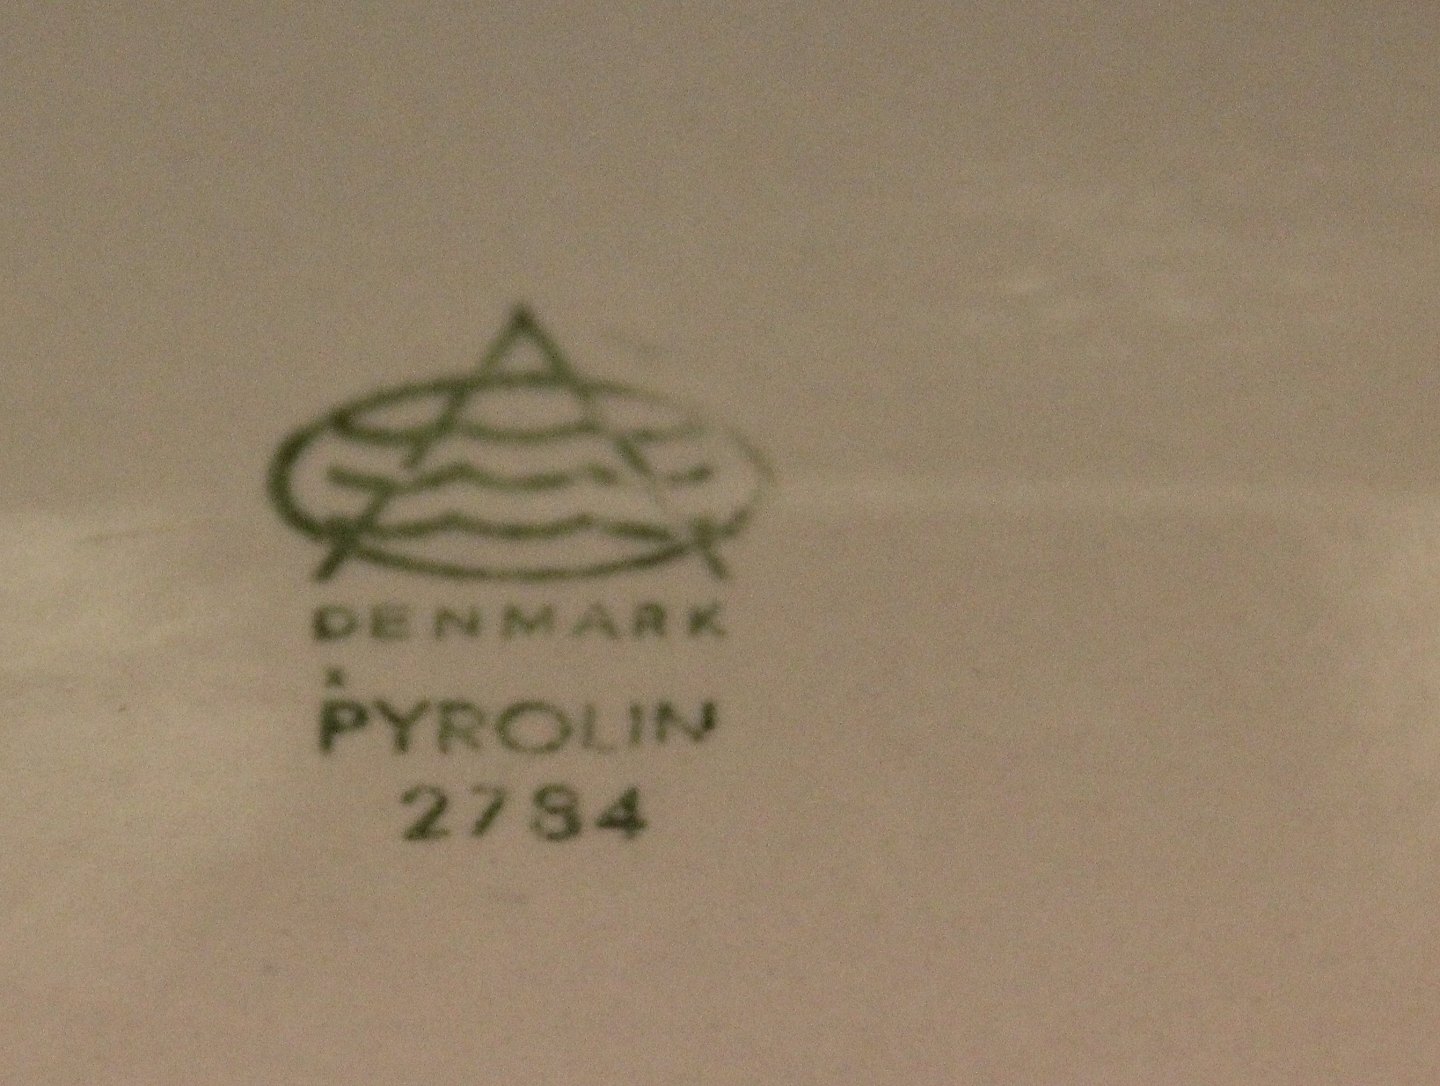 DENMARK
x
PYROLIN
2784